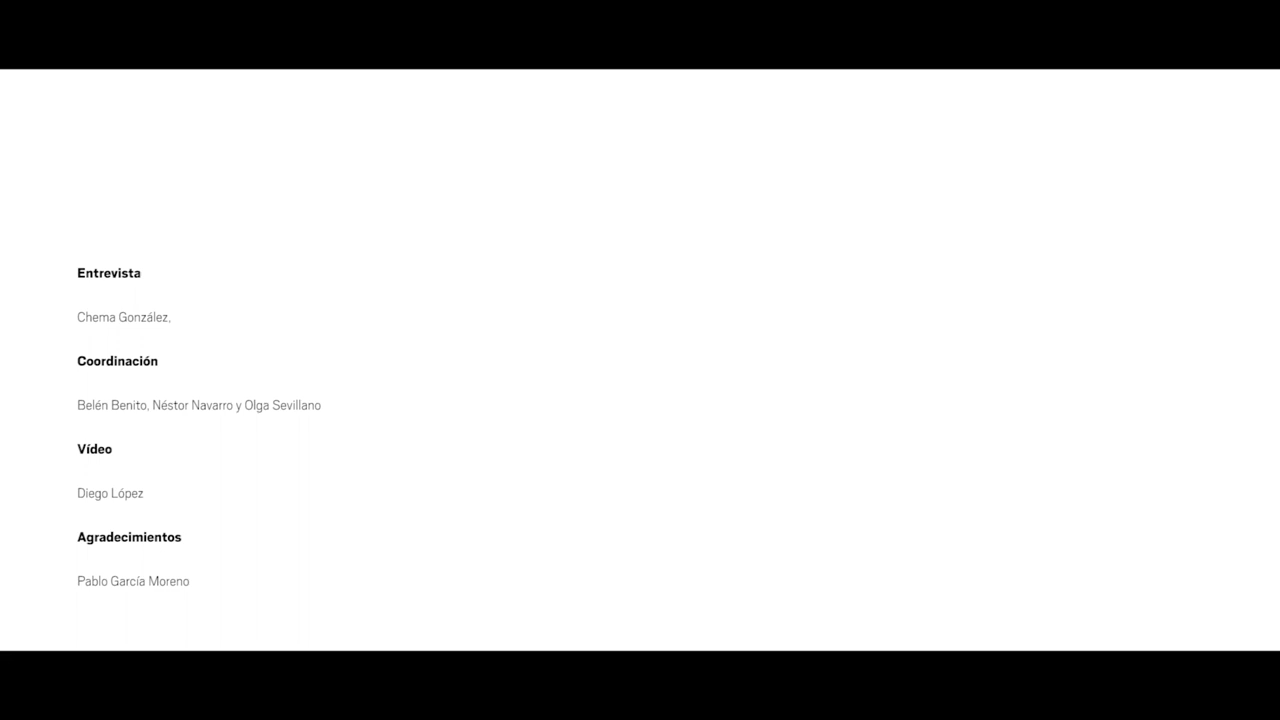 Entrevista
Chema González,
Coordinación
Belén Benito, Néstor Navarro y Olga Sevillano
Vídeo
Diego López
Agradecimientos
Pablo García Moreno